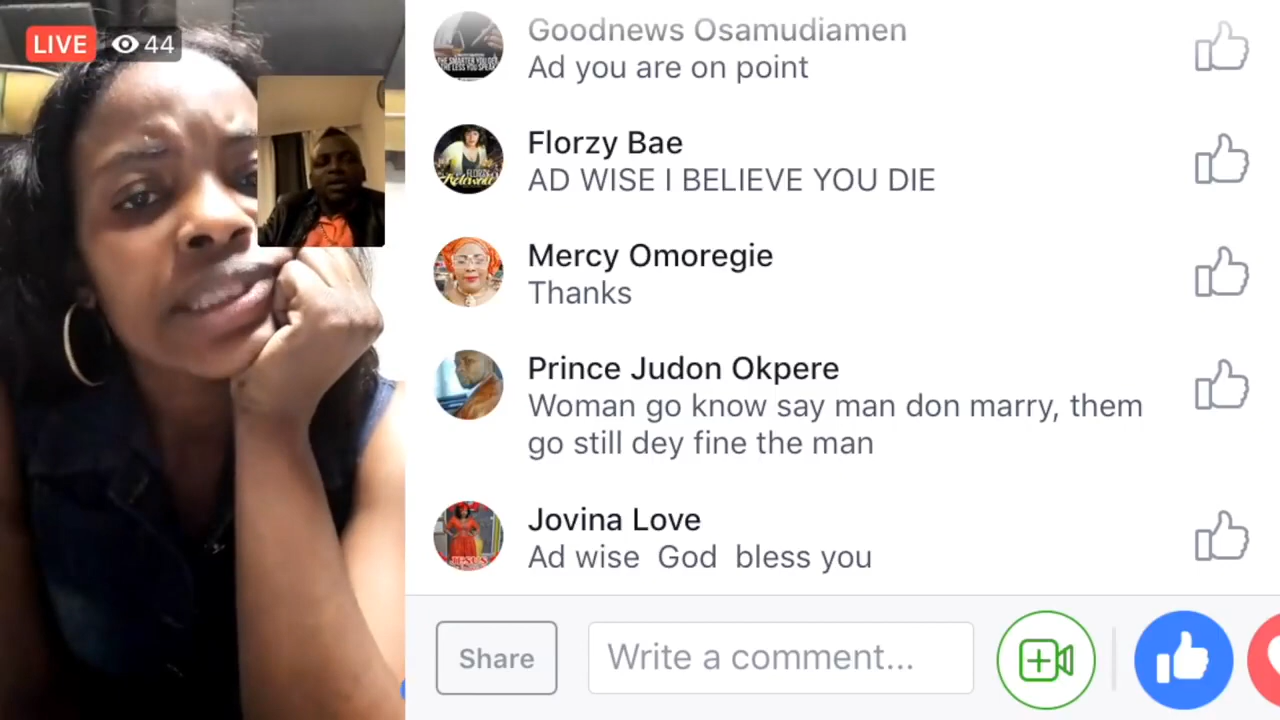 LIVE 44
Goodnews Osamudiamen
Ad you are on point
Florzy Bae
AD WISE I BELIEVE YOU DIE
Mercy Omoregie
Thanks
Prince Judon Okpere
Woman go know say man don marry, them
go still dey fine the man
Jovina Love
Ad wise God bless you
Share
Write a comment...